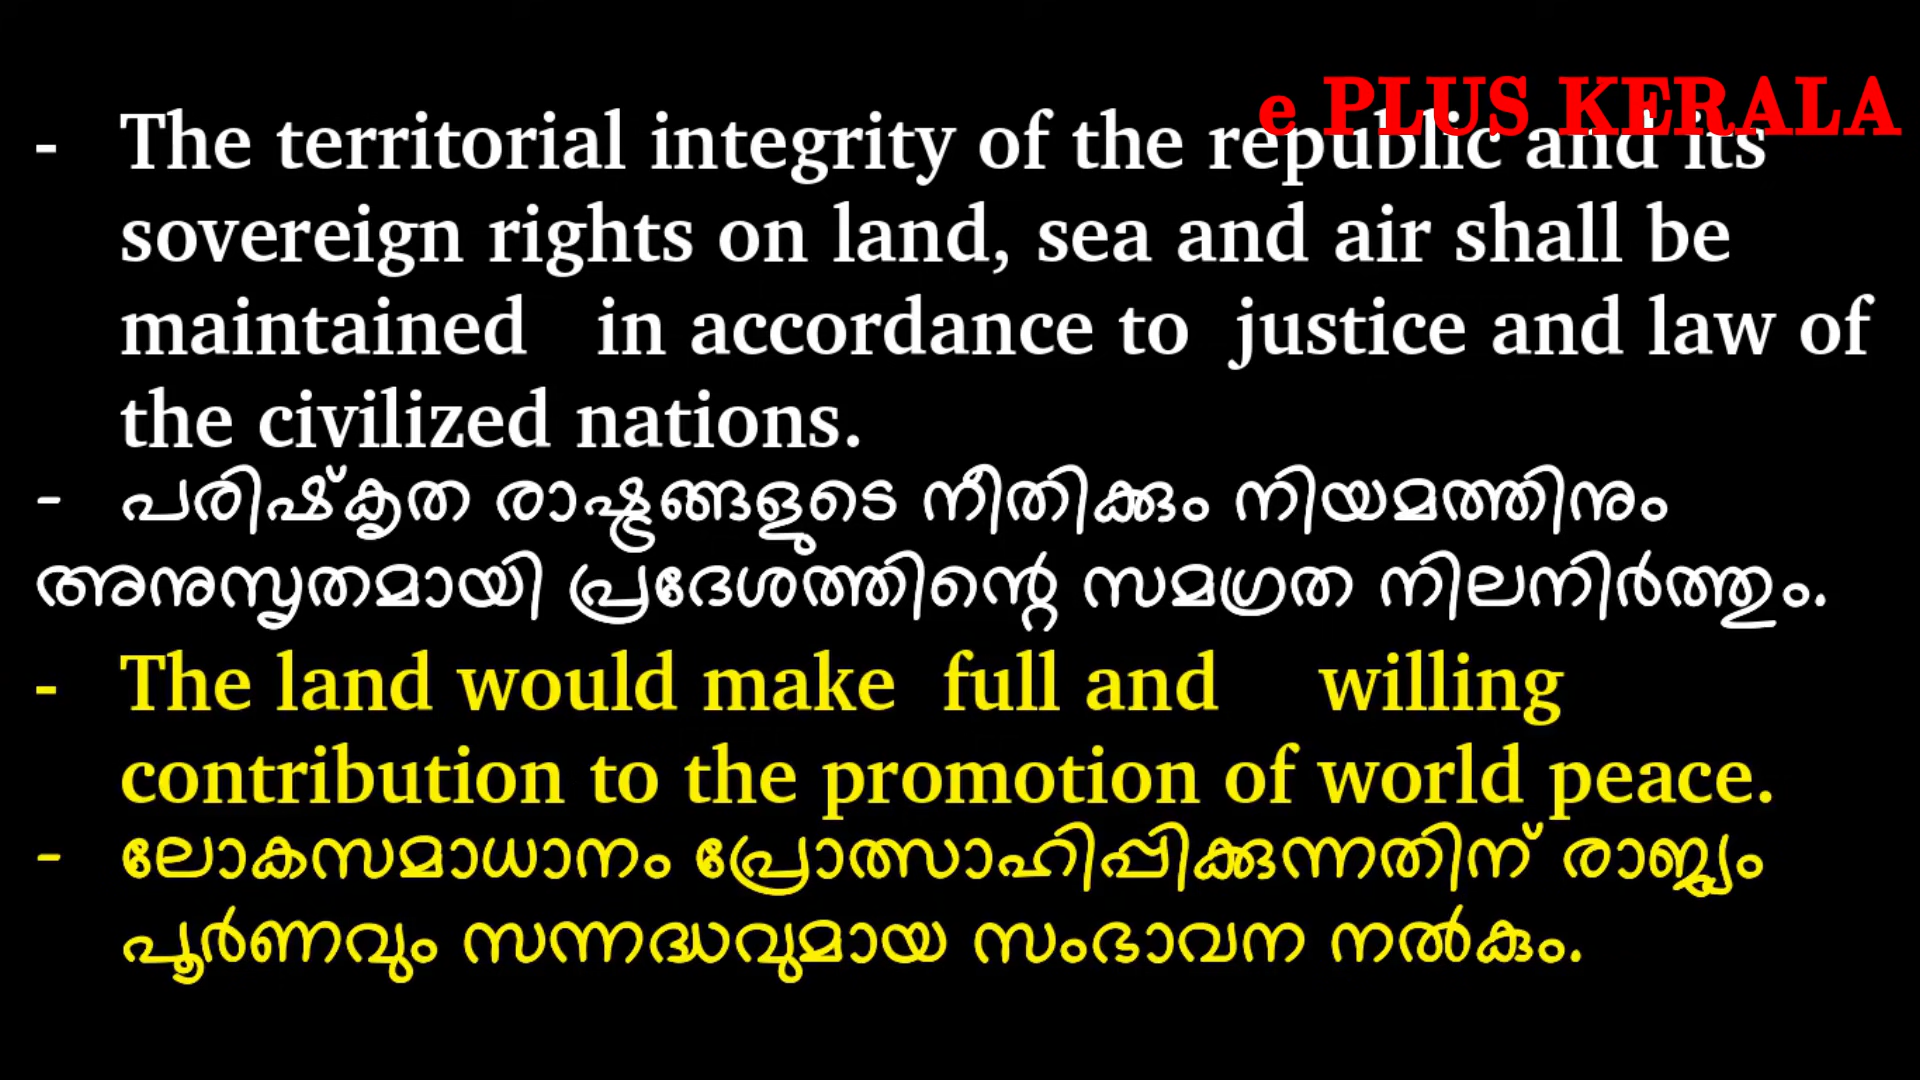 e PLUS KERALA
- The territorial integrity of the republic and its
sovereign rights on land, sea and air shall be
maintained in accordance to justice and law of
the civilized nations.
- പരിഷ്കൃത രാഷ്ട്രങ്ങളുടെ നീതിക്കും നിയമത്തിനും
അനുസൃതമായി പ്രദേശത്തിന്റെ സമഗ്രത നിലനിർത്തും.
- The land would make full and willing
contribution to the promotion of world peace.
- ലോകസമാധാനം പ്രോത്സാഹിപ്പിക്കുന്നതിന് രാജ്യം
പൂർണവും സന്നദ്ധവുമായ സംഭാവന നൽകും.